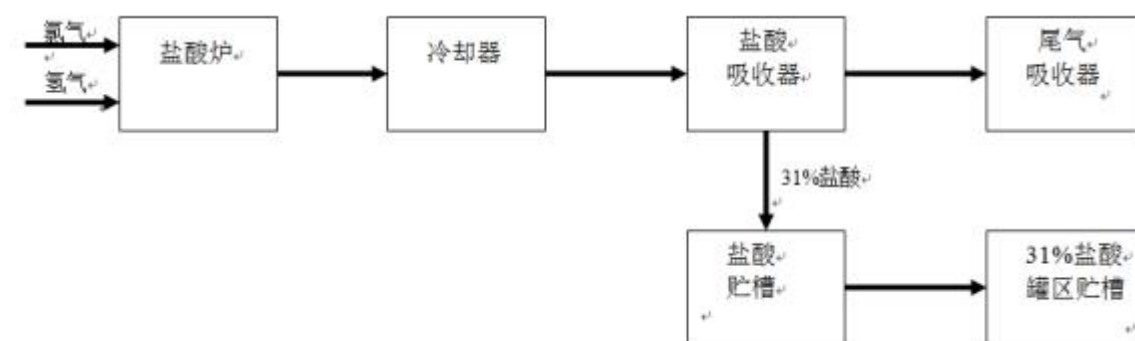 氯气
氢气
盐酸炉
冷却器
盐酸
吸收器
尾气
吸收器
31%盐酸
盐酸
贮槽
31%盐酸
罐区贮槽